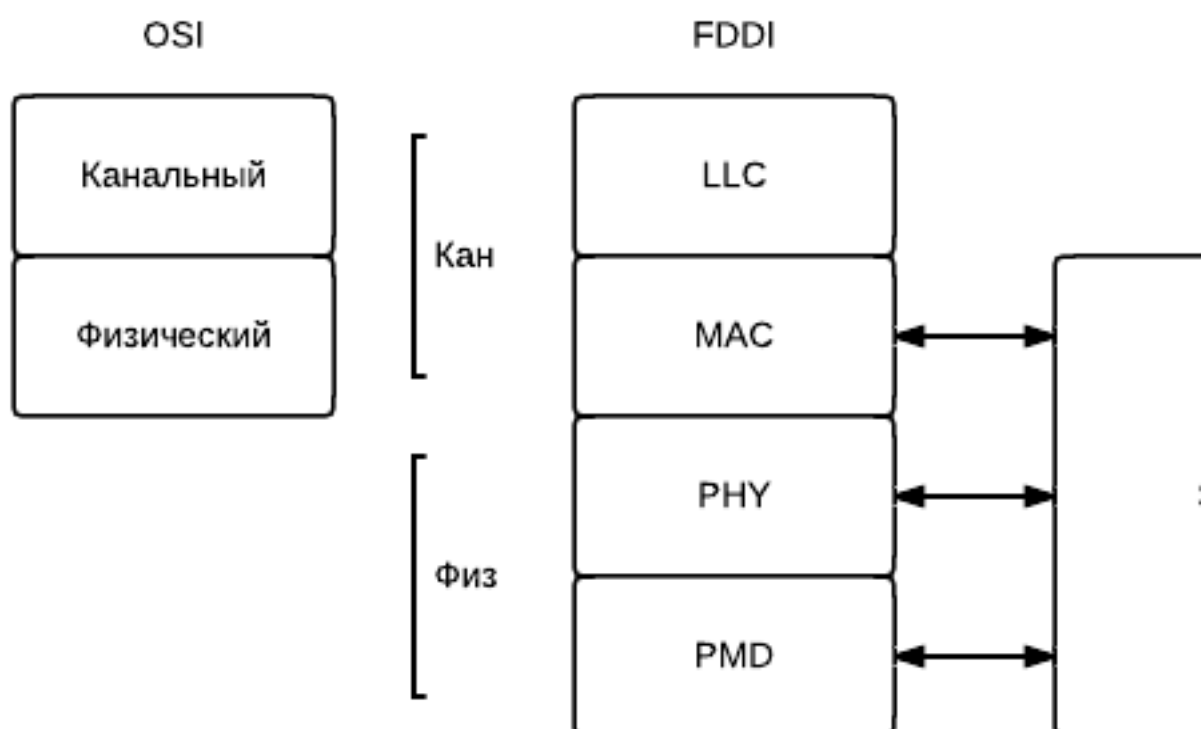 OSI
FDDI
Канальный
Физический
Кан
Физ
LLC
MAC
PHY
PMD